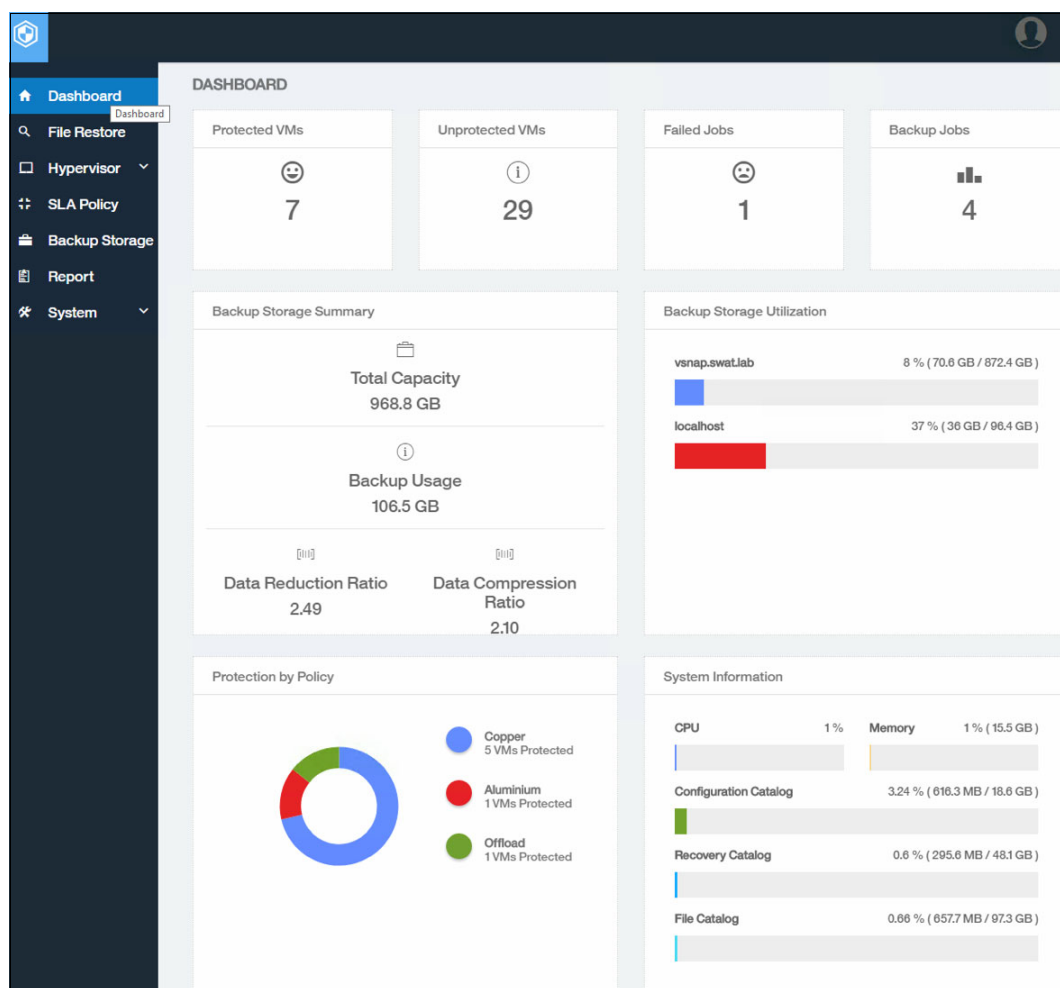 Dashboard
Dashboard
File Restore
Hypervisor
SLA Policy
Backup Storage
Report
System
DASHBOARD
Protected VMs
7
Unprotected VMs
29
Failed Jobs
1
Backup Jobs
4
Backup Storage Summary
Total Capacity
968.8 GB
Backup Usage
106.5 GB
Data Reduction Ratio
2.49
Data Compression
Ratio
2.10
Backup Storage Utilization
vsnap.swat.lab 8 % ( 70.6 GB / 872.4 GB )
localhost 37 % ( 36 GB / 96.4 GB )
Protection by Policy
Copper
5 VMs Protected
Aluminium
1 VMs Protected
Offload
1 VMs Protected
System Information
CPU 1 % Memory 1 % ( 15.5 GB )
Configuration Catalog 3.24 % ( 616.3 MB / 18.6 GB )
Recovery Catalog 0.6 % ( 295.6 MB / 48.1 GB )
File Catalog 0.66 % ( 657.7 MB / 97.3 GB )